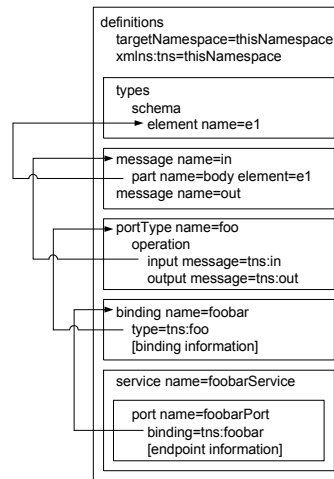 definitions
targetNamespace=thisNamespace
xmlns:tns=thisNamespace
types
schema
element name=e1
message name=in
part name=body element=e1
message name=out
portType name=foo
operation
input message=tns:in
output message=tns:out
binding name=foobar
type=tns:foo
[binding information]
service name=foobarService
port name=foobarPort
binding=tns:foobar
[endpoint information]